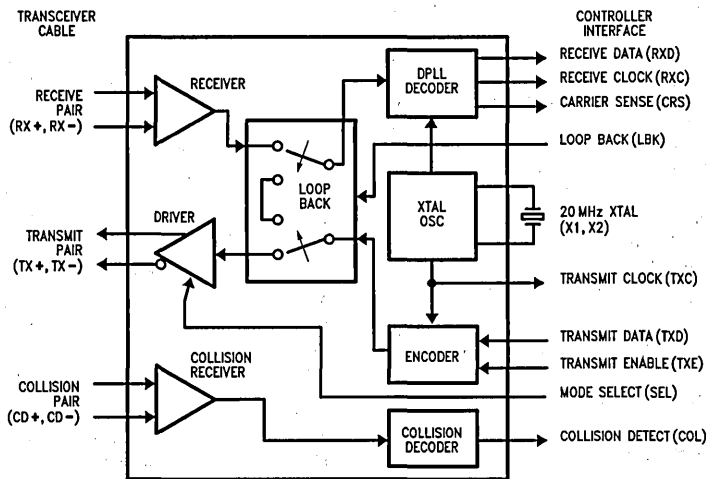 TRANSCEIVER
CABLE
CONTROLLER
INTERFACE
RECEIVER
RECEIVE
PAIR
(RX+, RX-)
DPLL
DECODER
RECEIVE DATA (RXD)
RECEIVE CLOCK (RXC)
CARRIER SENSE (CRS)
LOOP BACK (LBK)
LOOP
BACK
XTAL
OSC
20 MHz XTAL
(X1, X2)
DRIVER
TRANSMIT
PAIR
(TX+, TX-)
TRANSMIT CLOCK (TXC)
ENCODER
TRANSMIT DATA (TXD)
TRANSMIT ENABLE (TXE)
MODE SELECT (SEL)
COLLISION
RECEIVER
COLLISION
PAIR
(CD+, CD-)
COLLISION
DECODER
COLLISION DETECT (COL)